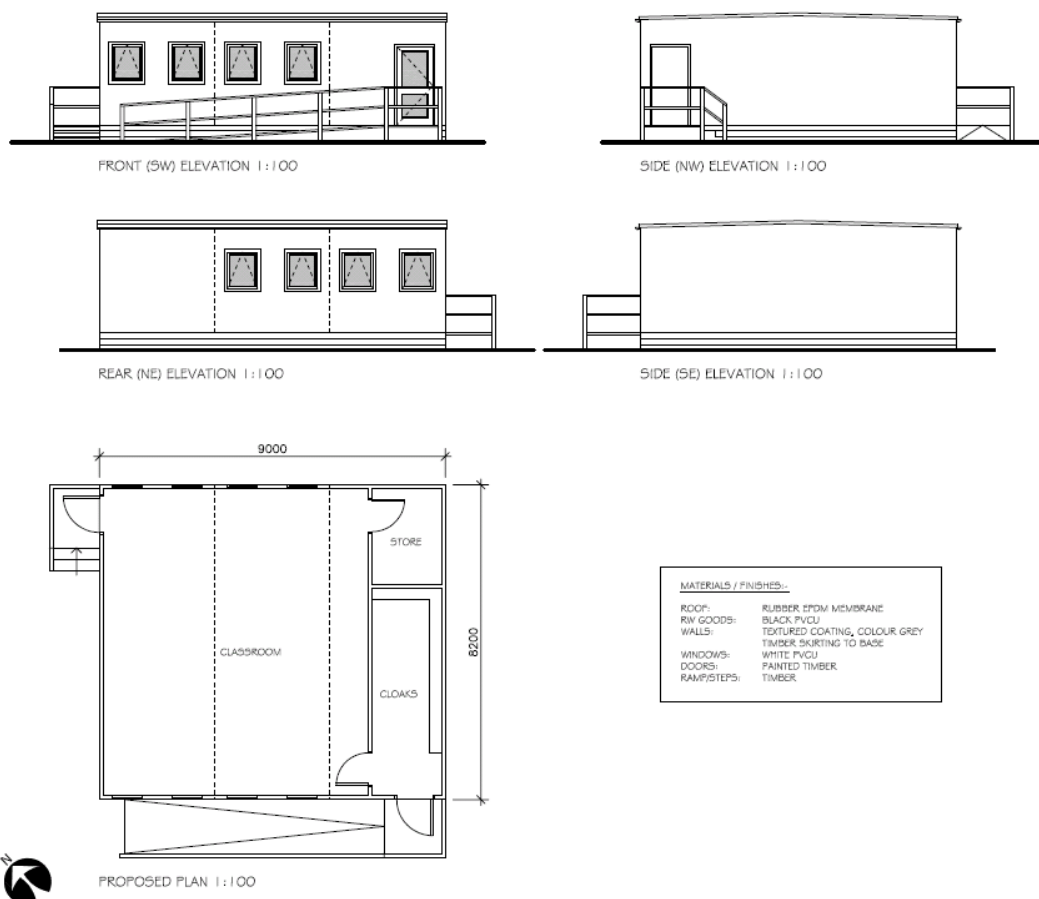 FRONT (SW) ELEVATION 1:100
SIDE (NW) ELEVATION 1:100
REAR (NE) ELEVATION 1:100
SIDE (SE) ELEVATION 1:100
9000
STORE
CLASSROOM
8200
CLOAKS
MATERIALS / FINISHES:-
ROOF: RUBBER EPDM MEMBRANE
RW GOODS: BLACK PVCU
WALLS: TEXTURED COATING, COLOUR GREY
TIMBER SKIRTING TO BASE
WINDOWS: WHITE PVCU
DOORS: PAINTED TIMBER
RAMP/STEPS: TIMBER
N
PROPOSED PLAN 1:100